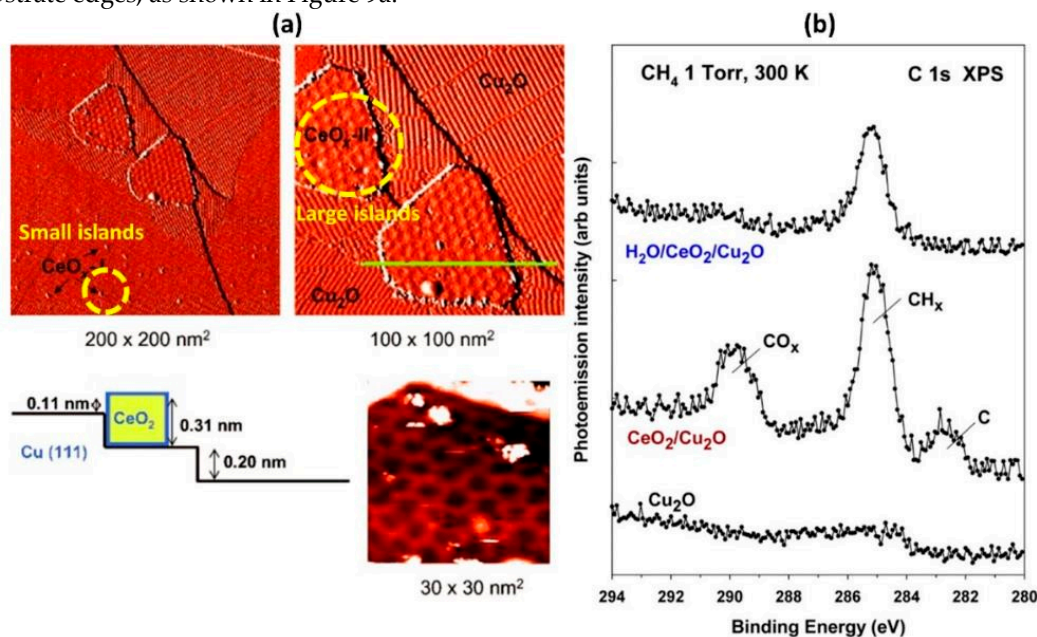 strate edges, as shown in Figure 9a.
(a)
(b)
Cu2O
CeOx-II
Large islands
Small islands
CeOx
Cu2O
200 x 200 nm²
100 x 100 nm²
0.11 nm
CeO2
0.31 nm
Cu (111)
0.20 nm
30 x 30 nm²
CH4 1 Torr, 300 K
C 1s XPS
H2O/CeO2/Cu2O
CHx
COx
C
CeO2/Cu2O
Cu2O
Photoemission intensity (arb units)
294 292 290 288 286 284 282 280
Binding Energy (eV)